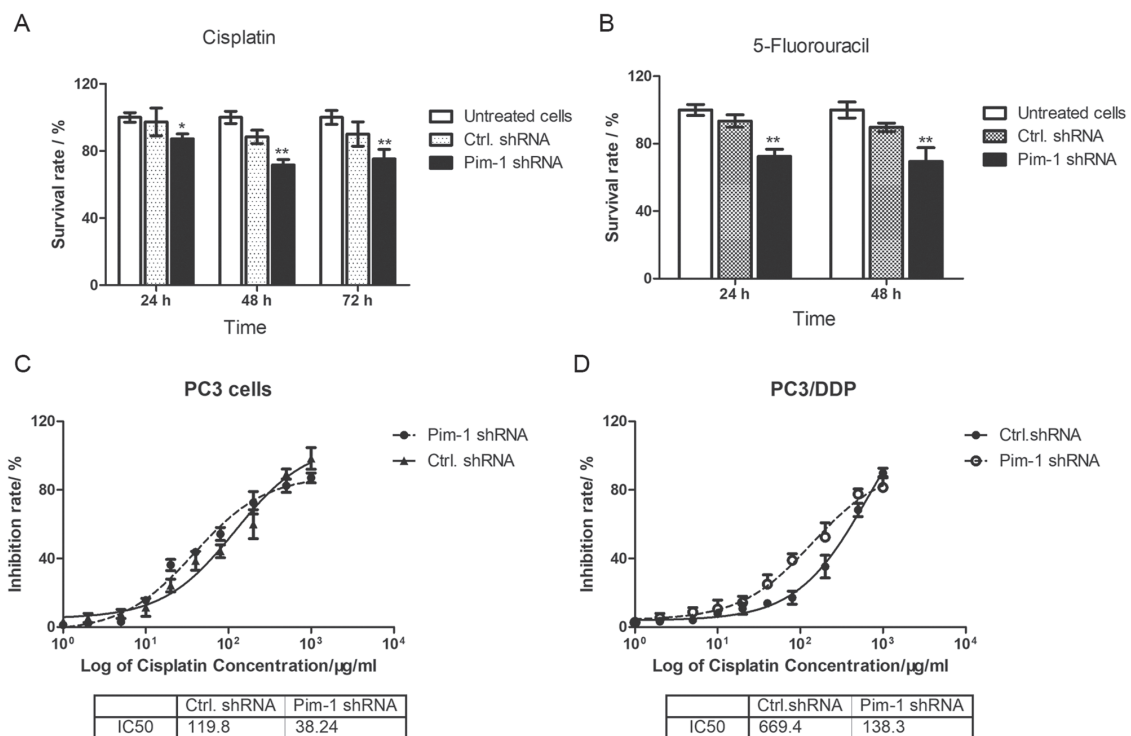 A
Cisplatin
120
80
40
0
Survival rate / %
24 h
48 h
72 h
Time
*
**
**
Untreated cells
Ctrl. shRNA
Pim-1 shRNA
B
5-Fluorouracil
120
80
40
0
Survival rate / %
24 h
48 h
Time
**
**
Untreated cells
Ctrl. shRNA
Pim-1 shRNA
C
PC3 cells
120
80
40
0
Inhibition rate/ %
10⁰ 10¹ 10² 10³ 10⁴
Log of Cisplatin Concentration/µg/ml
Pim-1 shRNA
Ctrl. shRNA
Ctrl. shRNA Pim-1 shRNA
IC50 119.8 38.24
D
PC3/DDP
120
80
40
0
Inhibition rate/ %
10⁰ 10¹ 10² 10³ 10⁴
Log of Cisplatin Concentration/µg/ml
Ctrl.shRNA
Pim-1 shRNA
Ctrl.shRNA Pim-1 shRNA
IC50 669.4 138.3